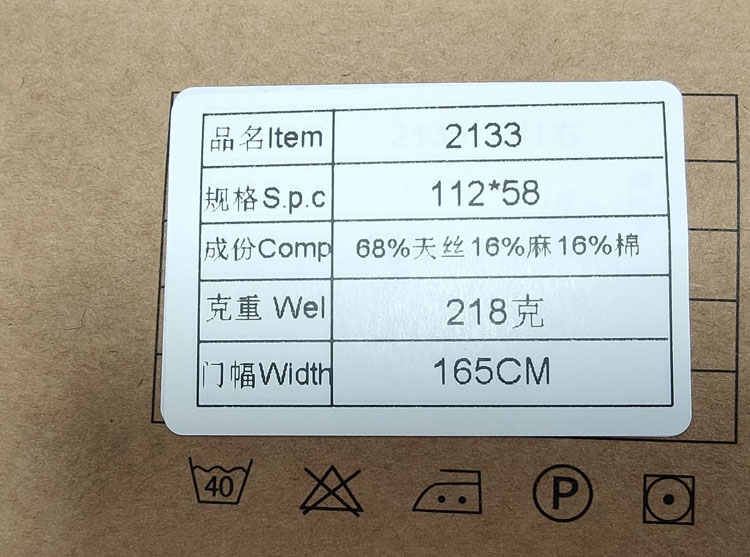 品名Item 2133
规格S.p.c 112*58
成份Comp 68%天丝16%麻16%棉
克重 Wel 218克
门幅Width 165CM
40 P